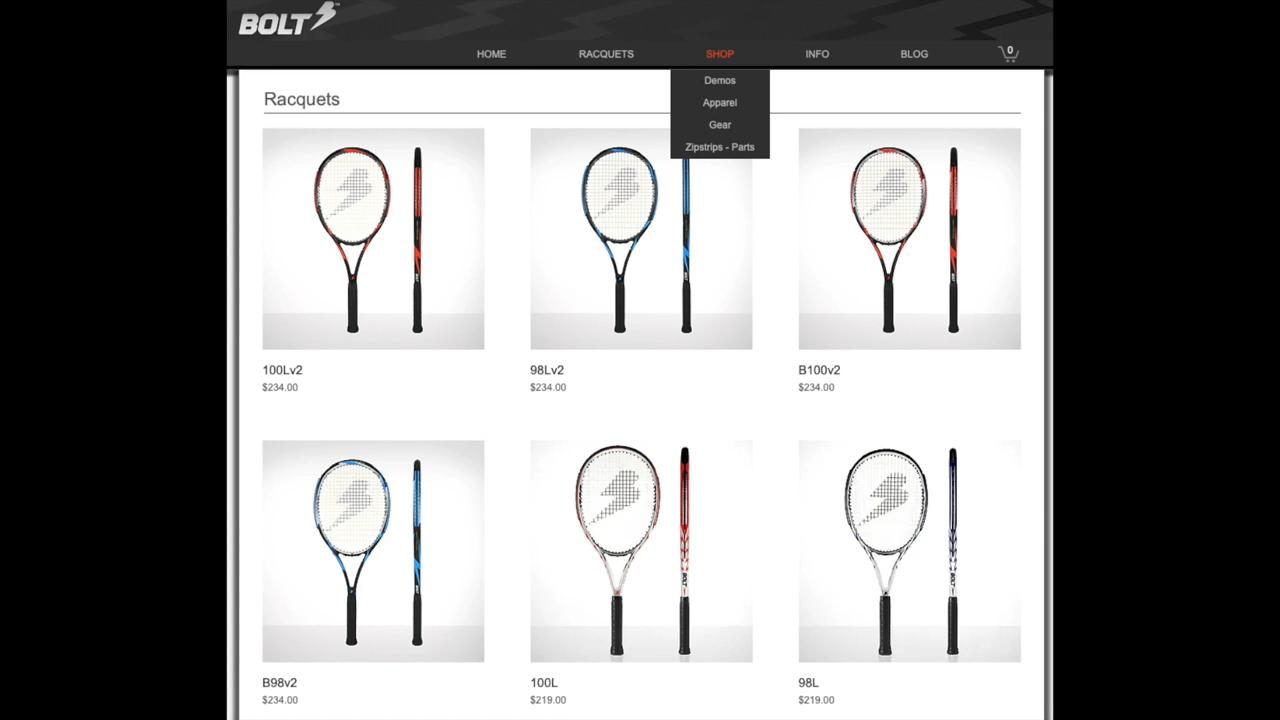 BOLT™
0
HOME RACQUETS SHOP INFO BLOG
Demos
Racquets
Apparel
Gear
Zipstrips - Parts
100Lv2 98Lv2 B100v2
$234.00 $234.00 $234.00
B98v2 100L 98L
$234.00 $219.00 $219.00